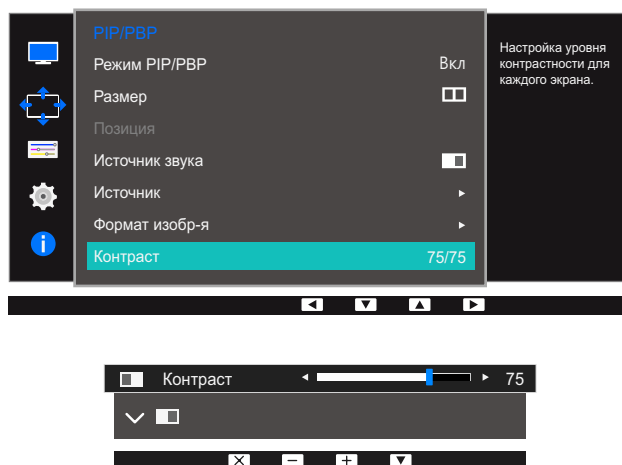 PIP/PBP
Режим PIP/PBP Вкл
Размер
Позиция
Источник звука
Источник
Формат изобр-я
Контраст 75/75
Настройка уровня
контрастности для
каждого экрана.
Контраст 75